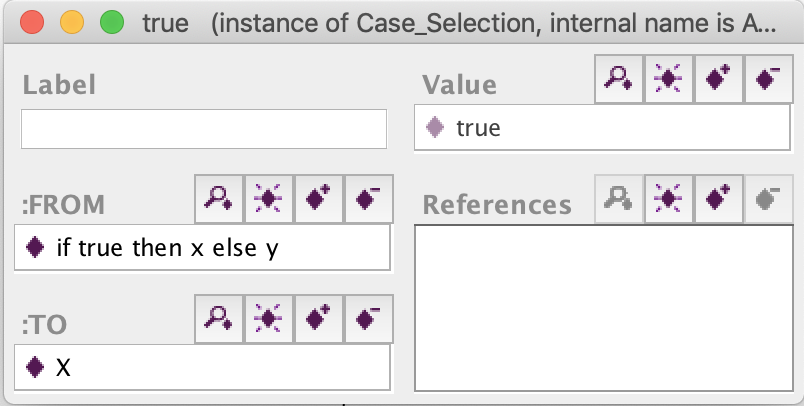 true (instance of Case_Selection, internal name is A...
Label
Value
true
:FROM
if true then x else y
References
:TO
X